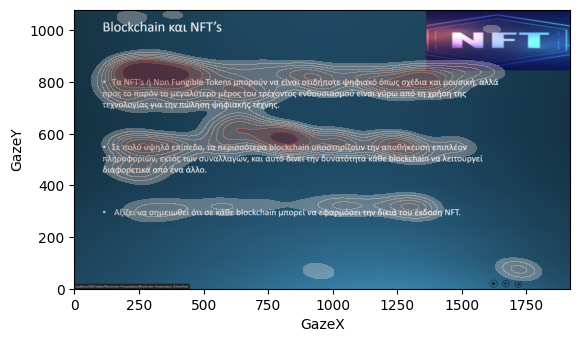 Blockchain και NFT's
NFT
• Τα NFT's ή Non Fungible Tokens μπορούν να είναι οτιδήποτε ψηφιακό όπως σχέδια και μουσική, αλλά
προς το παρόν το μεγαλύτερο μέρος του τρέχοντος ενθουσιασμού είναι γύρω από τη χρήση της
τεχνολογίας για την πώληση ψηφιακής τέχνης.
• Σε πολύ υψηλό επίπεδο, τα περισσότερα blockchain υποστηρίζουν την αποθήκευση επιπλέον
πληροφοριών, εκτός των συναλλαγών, και αυτό δίνει την δυνατότητα κάθε blockchain να λειτουργεί
διαφορετικά από ένα άλλο.
• Αξίζει να σημειωθεί ότι σε κάθε blockchain μπορεί να εφαρμόσει την δικιά του έκδοση NFT.
GazeY
1000
800
600
400
200
0
0 250 500 750 1000 1250 1500 1750
GazeX